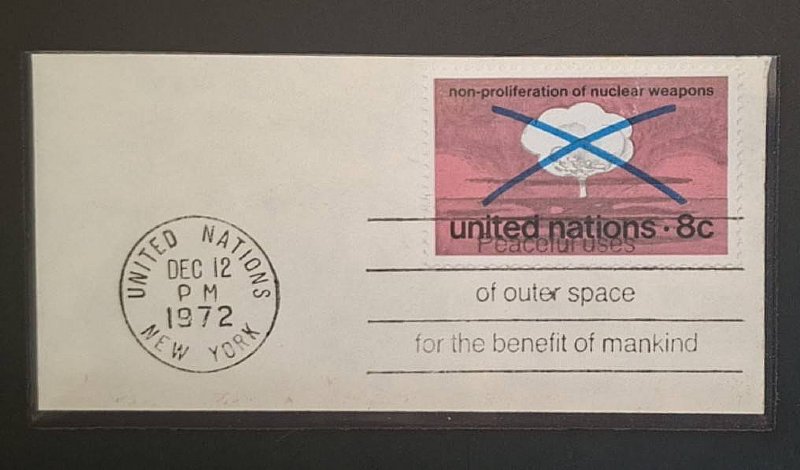 non-proliferation of nuclear weapons
united nations · 8c
Peaceful uses
of outer space
for the benefit of mankind
UNITED NATIONS
DEC 12
PM
1972
NEW YORK